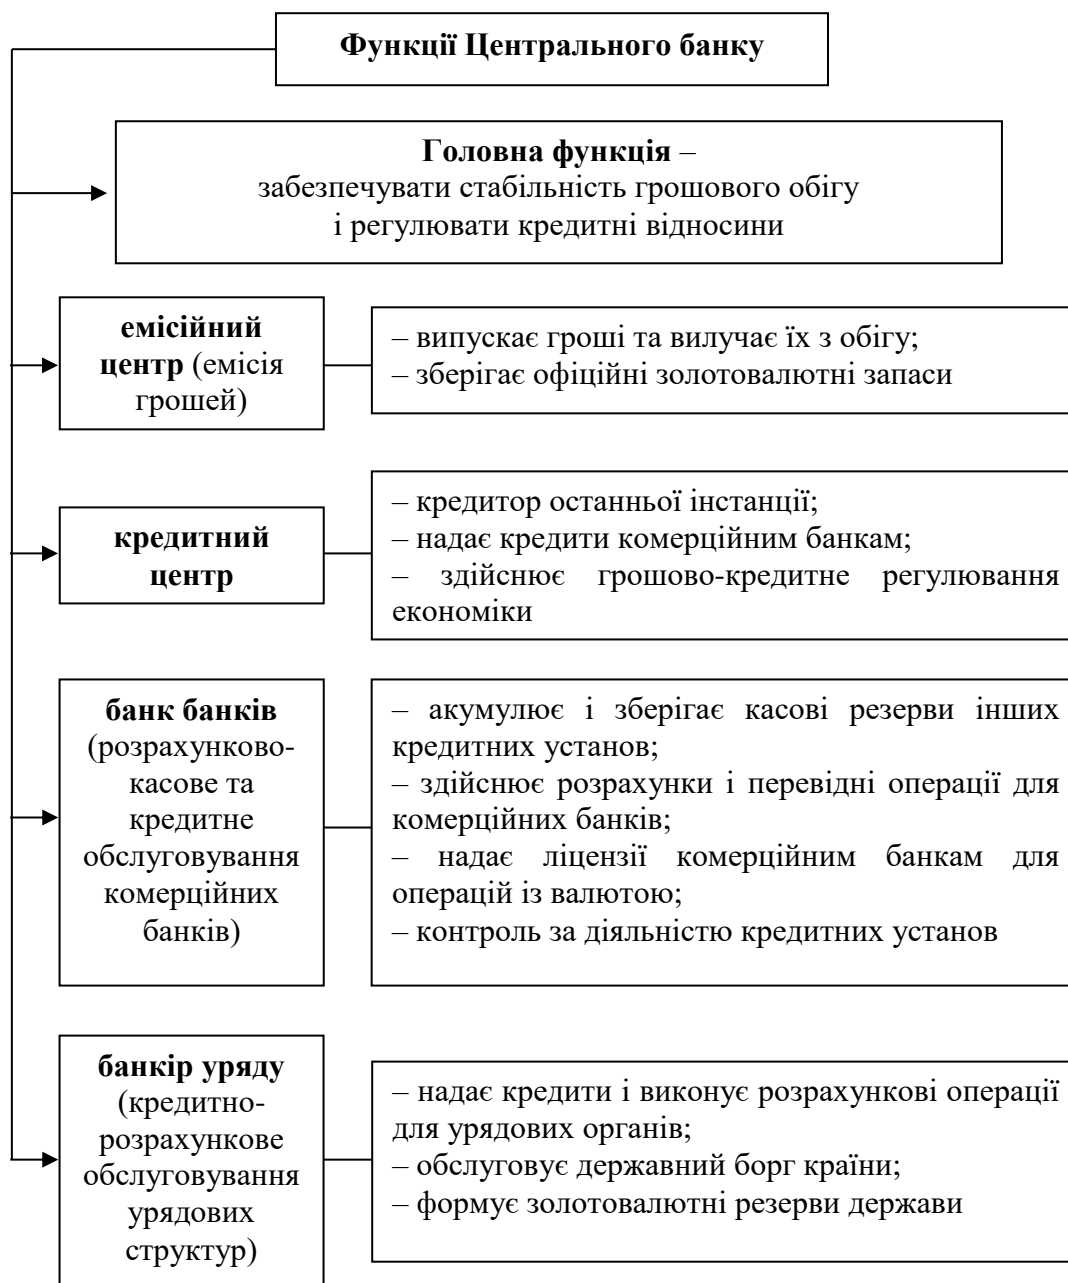 Функції Центрального банку
Головна функція –
забезпечувати стабільність грошового обігу
і регулювати кредитні відносини
емісійний
центр (емісія
грошей)
– випускає гроші та вилучає їх з обігу;
– зберігає офіційні золотовалютні запаси
кредитний
центр
– кредитор останньої інстанції;
– надає кредити комерційним банкам;
– здійснює грошово-кредитне регулювання
економіки
банк банків
(розрахунково-
касове та
кредитне
обслуговування
комерційних
банків)
– акумулює і зберігає касові резерви інших
кредитних установ;
– здійснює розрахунки і перевідні операції для
комерційних банків;
– надає ліцензії комерційним банкам для
операцій із валютою;
– контроль за діяльністю кредитних установ
банкір уряду
(кредитно-
розрахункове
обслуговування
урядових
структур)
– надає кредити і виконує розрахункові операції
для урядових органів;
– обслуговує державний борг країни;
– формує золотовалютні резерви держави